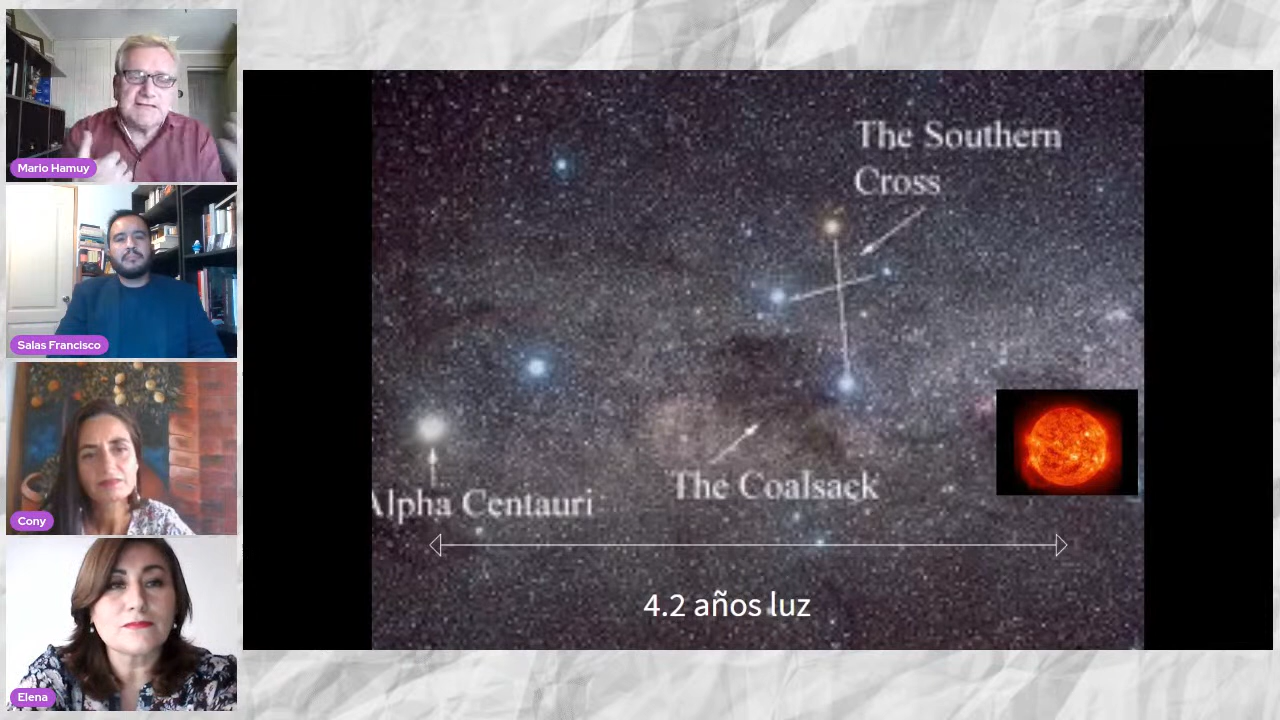 Mario Hamuy
Salas Francisco
Cony
Elena
The Southern
Cross
The Coalsack
Alpha Centauri
4.2 años luz